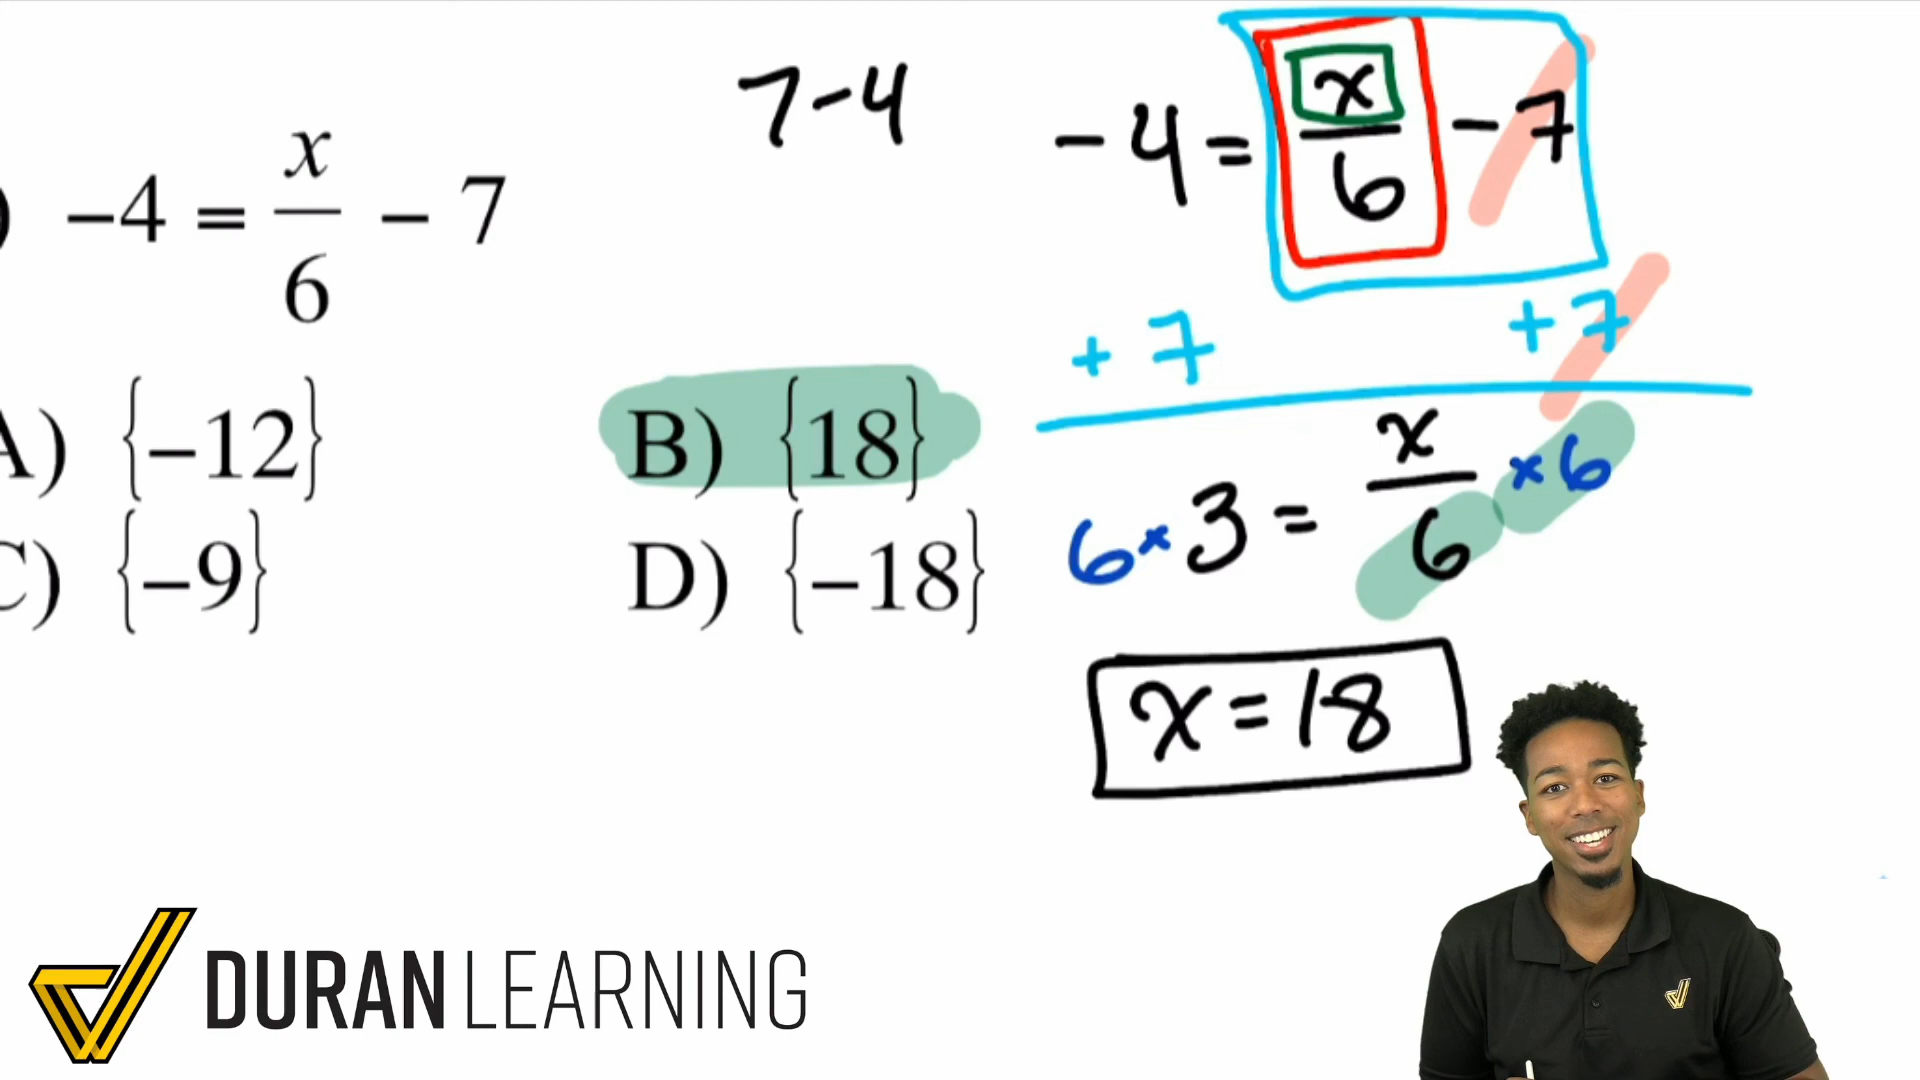 ) −4 = x/6 − 7
A) {−12}
B) {18}
C) {−9}
D) {−18}
7-4
-4 = x/6 - 7
+ 7 + 7
6 × 3 = x/6 × 6
x = 18
DURAN LEARNING